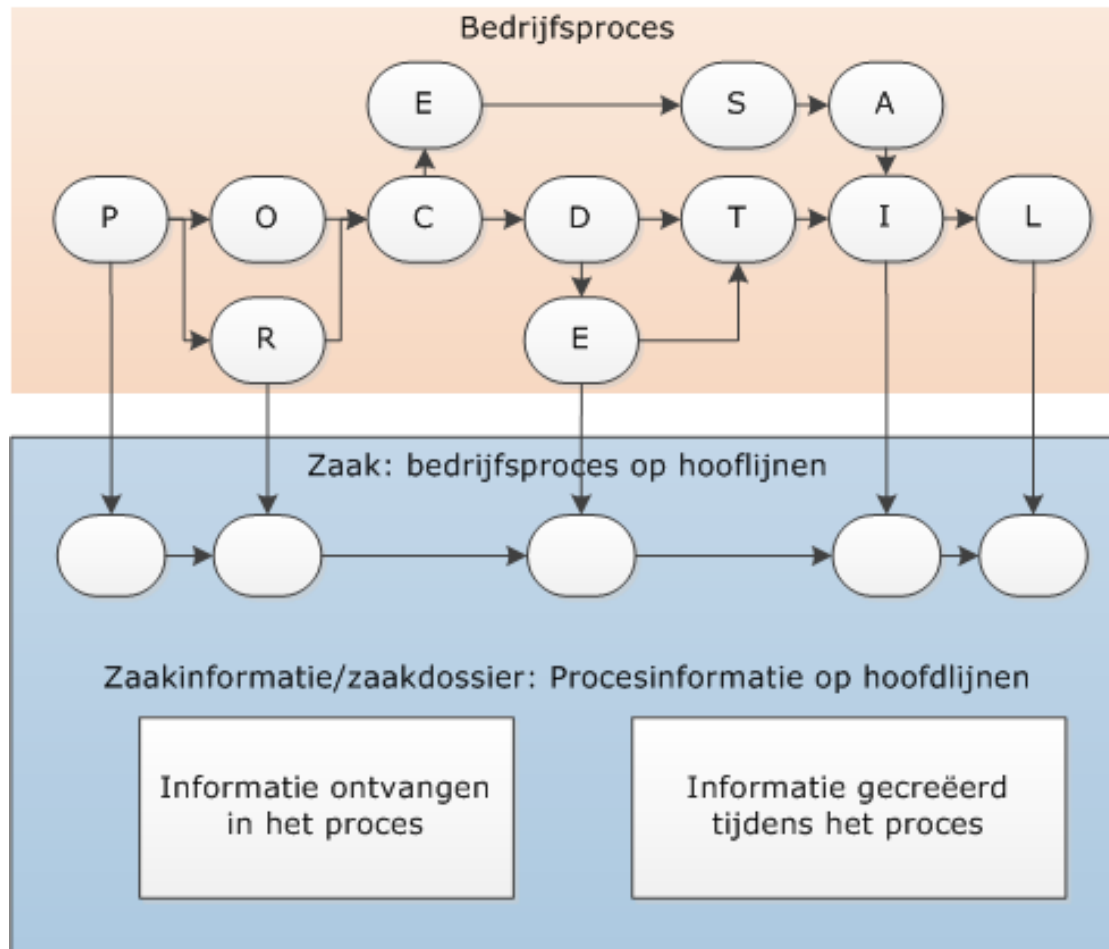 Bedrijfsproces
E S A
P O C D T I L
R E
Zaak: bedrijfsproces op hooflijnen
Zaakinformatie/zaakdossier: Procesinformatie op hoofdlijnen
Informatie ontvangen
in het proces
Informatie gecreëerd
tijdens het proces